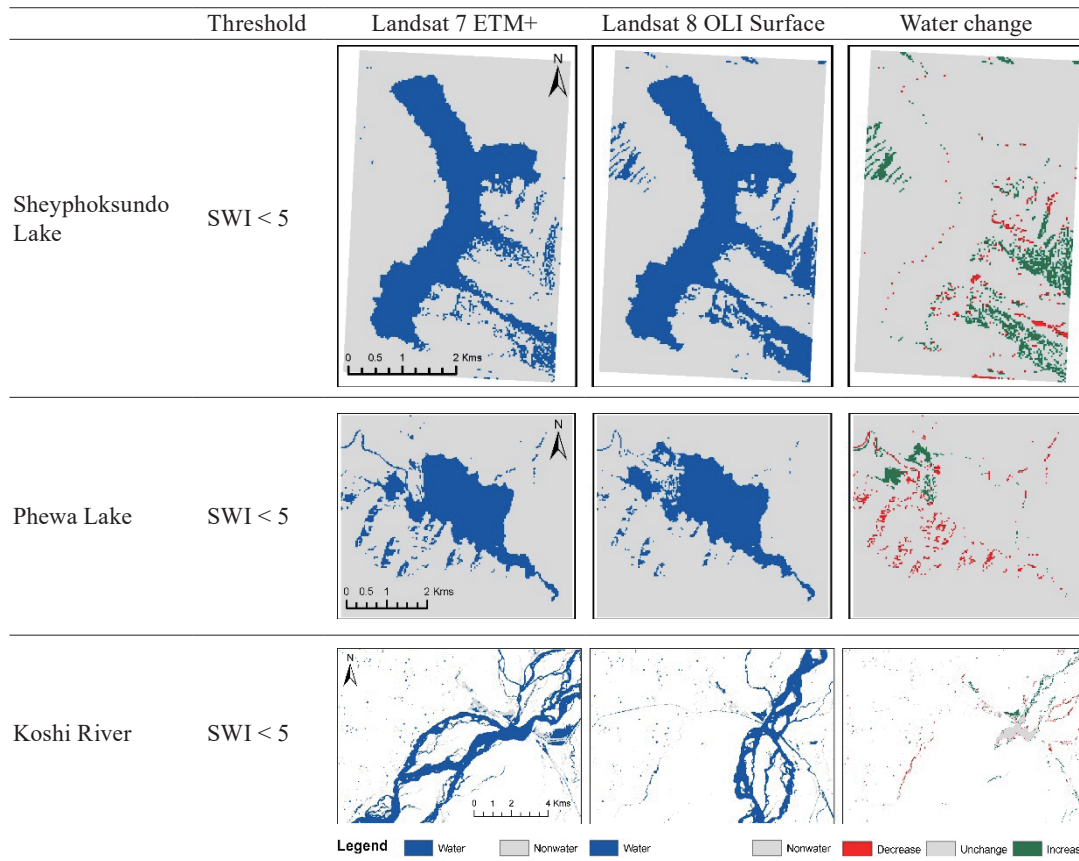 Threshold Landsat 7 ETM+ Landsat 8 OLI Surface Water change
N
Sheyphoksundo
Lake
SWI < 5
0 0.5 1 2 Kms
N
Phewa Lake SWI < 5
0 0.5 1 2 Kms
N
Koshi River SWI < 5
0 2 4 Kms
Legend Water Nonwater Water Nonwater Decrease Unchange Increas